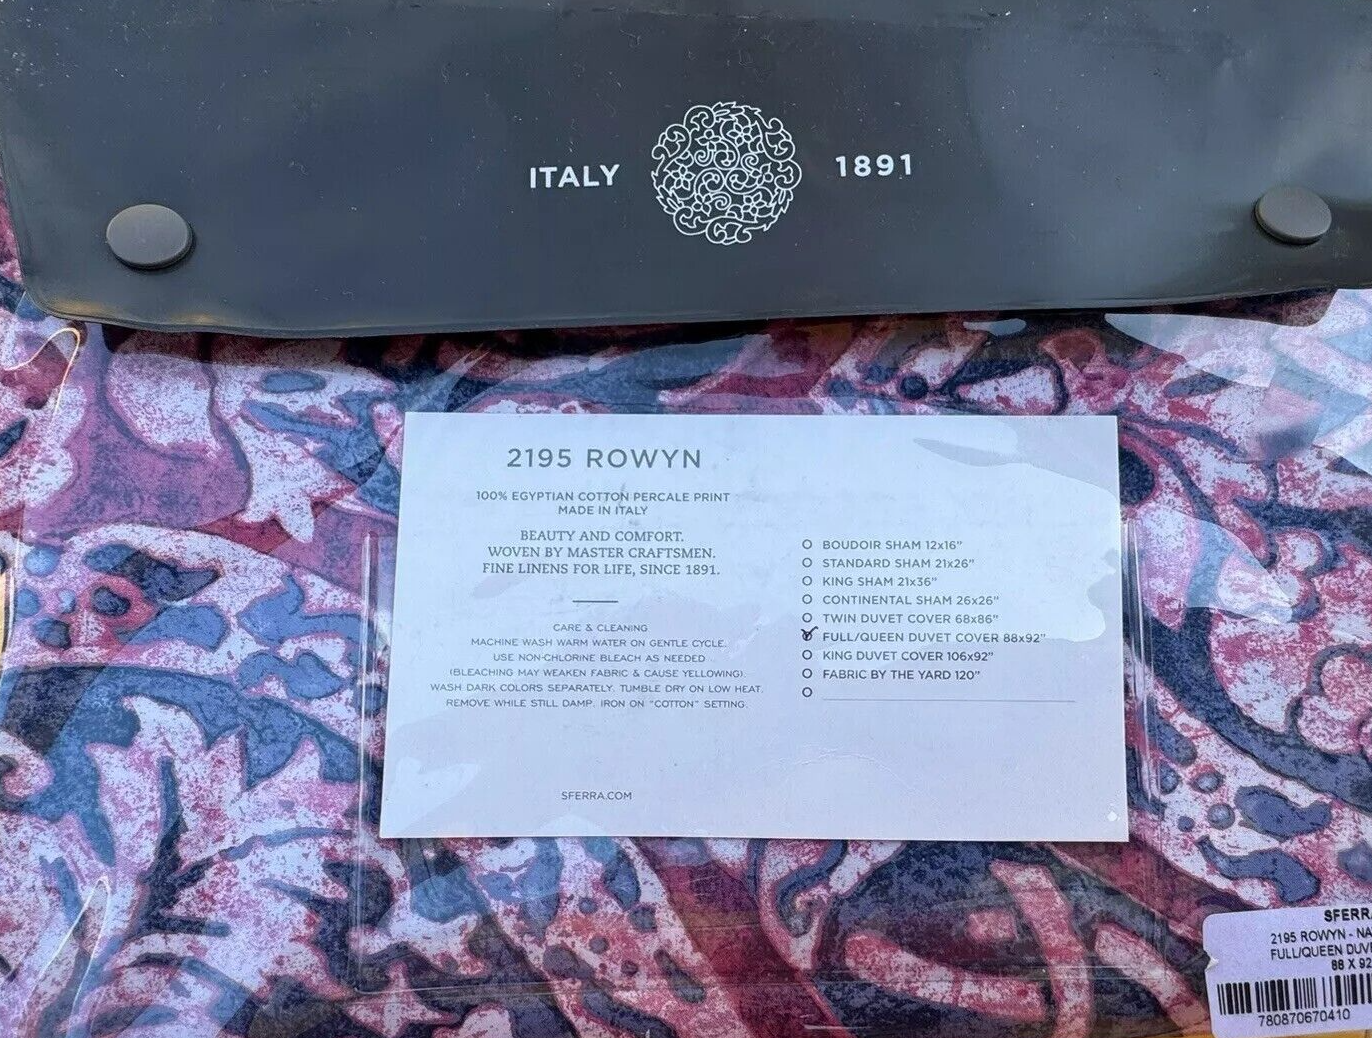 ITALY 1891
2195 ROWYN
100% EGYPTIAN COTTON PERCALE PRINT
MADE IN ITALY
BEAUTY AND COMFORT.
WOVEN BY MASTER CRAFTSMEN.
FINE LINENS FOR LIFE, SINCE 1891.
CARE & CLEANING
MACHINE WASH WARM WATER ON GENTLE CYCLE.
USE NON-CHLORINE BLEACH AS NEEDED
(BLEACHING MAY WEAKEN FABRIC & CAUSE YELLOWING).
WASH DARK COLORS SEPARATELY. TUMBLE DRY ON LOW HEAT.
REMOVE WHILE STILL DAMP. IRON ON "COTTON" SETTING.
SFERRA.COM
BOUDOIR SHAM 12x16"
STANDARD SHAM 21x26"
KING SHAM 21x36"
CONTINENTAL SHAM 26x26"
TWIN DUVET COVER 68x86"
FULL/QUEEN DUVET COVER 88x92"
KING DUVET COVER 106x92"
FABRIC BY THE YARD 120"
2195 ROWYN -
FULL/QUEEN
88 X 92
780870670410